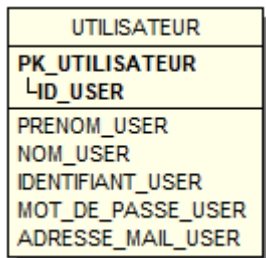 UTILISATEUR
PK_UTILISATEUR
└ID_USER
PRENOM_USER
NOM_USER
IDENTIFIANT_USER
MOT_DE_PASSE_USER
ADRESSE_MAIL_USER